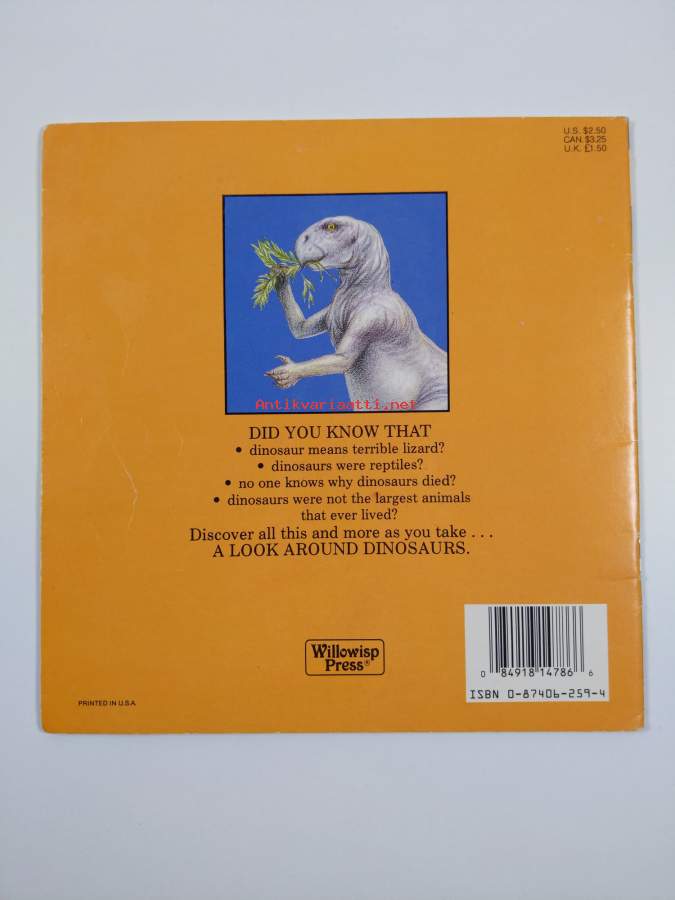 U.S. $2.50
CAN. $3.25
U.K. £1.50
Antikvariaatti.net
DID YOU KNOW THAT
• dinosaur means terrible lizard?
• dinosaurs were reptiles?
• no one knows why dinosaurs died?
• dinosaurs were not the largest animals
that ever lived?
Discover all this and more as you take . . .
A LOOK AROUND DINOSAURS.
Willowisp
Press®
0 84918 14786 6
ISBN 0-87406-259-4
PRINTED IN U.S.A.